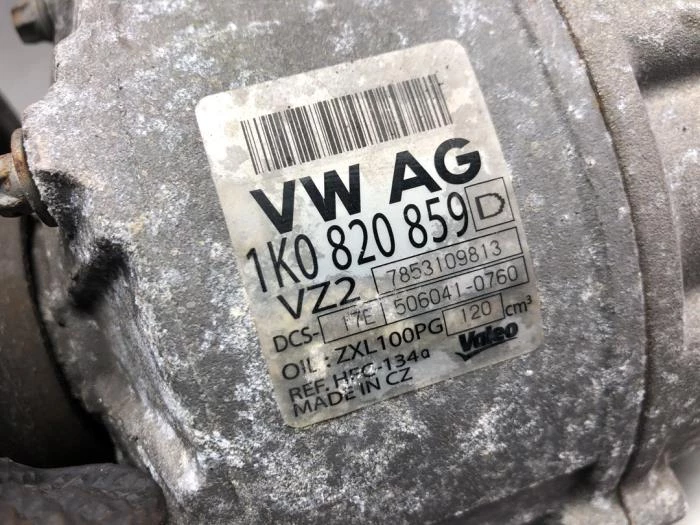 VW AG
1K0 820 859 D
VZ2 7853109813
DCS-17E 506041-0760
OIL: ZXL100PG 120 cm³
REF. HFC-134a Valeo
MADE IN CZ